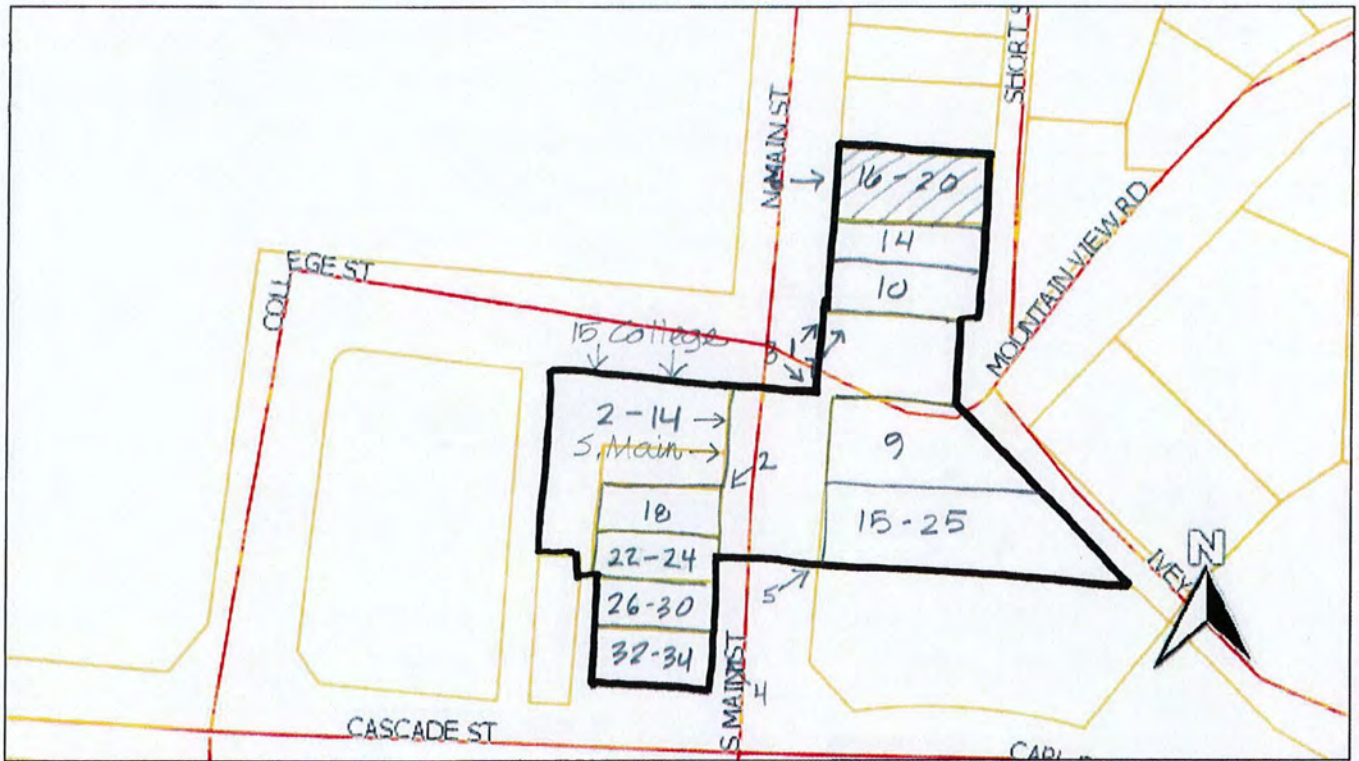 SHORT S
N MAIN ST
16-20
14
10
MOUNTAIN VIEW RD
COLLEGE ST
15 College
3
1
2-14
S. Main
2
9
18
15-25
22-24
26-30
32-34
5
4
N
IVEY
S MAIN ST
CASCADE ST